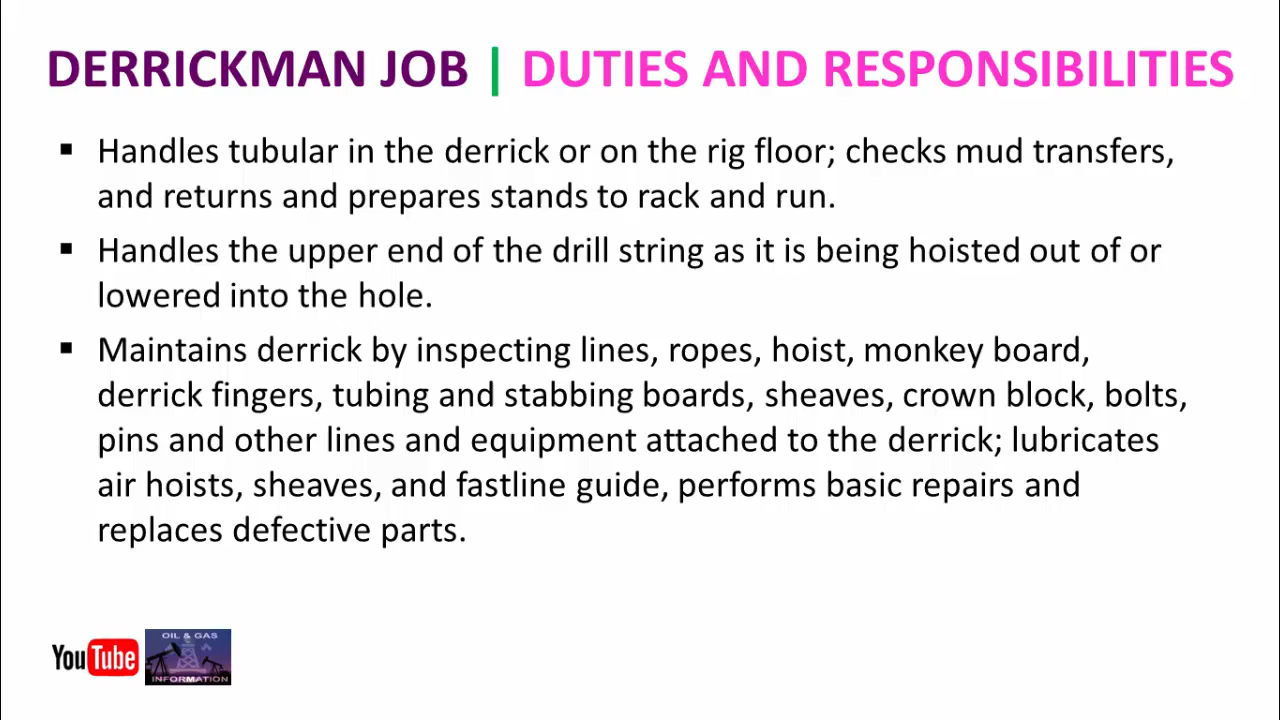 DERRICKMAN JOB | DUTIES AND RESPONSIBILITIES
▪ Handles tubular in the derrick or on the rig floor; checks mud transfers,
and returns and prepares stands to rack and run.
▪ Handles the upper end of the drill string as it is being hoisted out of or
lowered into the hole.
▪ Maintains derrick by inspecting lines, ropes, hoist, monkey board,
derrick fingers, tubing and stabbing boards, sheaves, crown block, bolts,
pins and other lines and equipment attached to the derrick; lubricates
air hoists, sheaves, and fastline guide, performs basic repairs and
replaces defective parts.
YouTube
OIL & GAS
INFORMATION